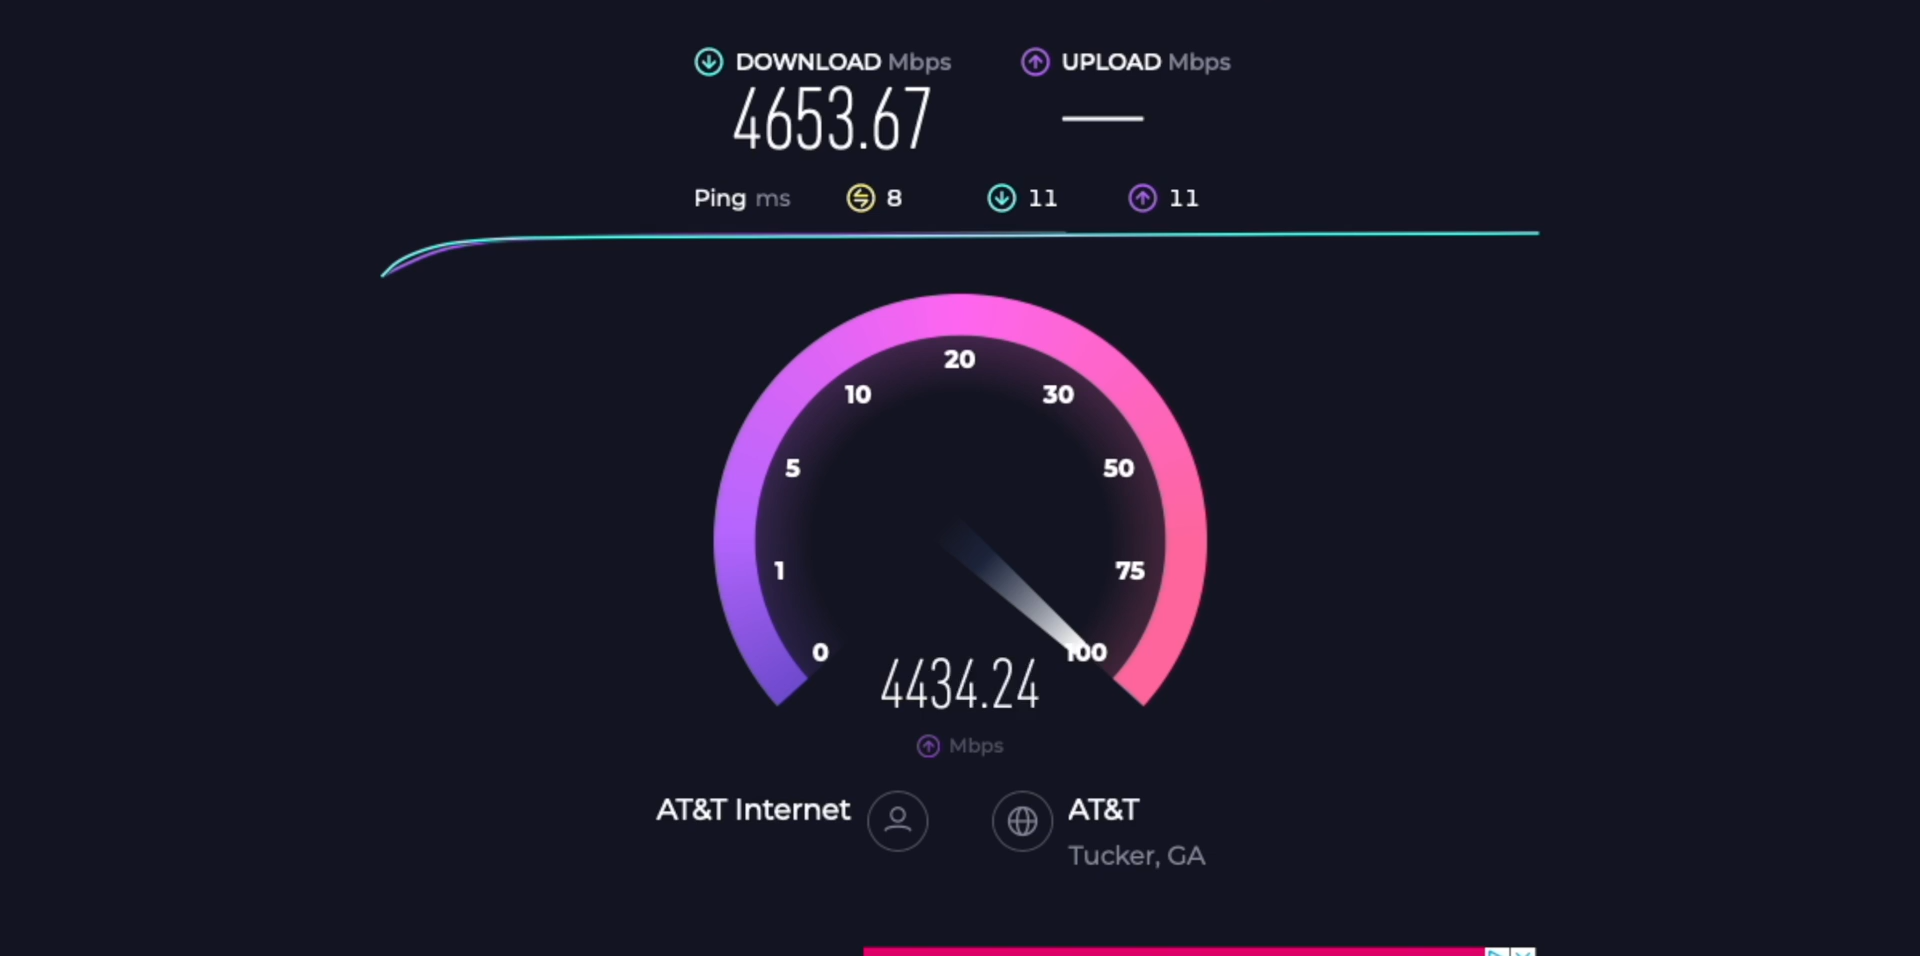 DOWNLOAD Mbps
UPLOAD Mbps
4653.67
Ping ms 8 11 11
20
10 30
5 50
1 75
0 100
4434.24
Mbps
AT&T Internet
AT&T
Tucker, GA